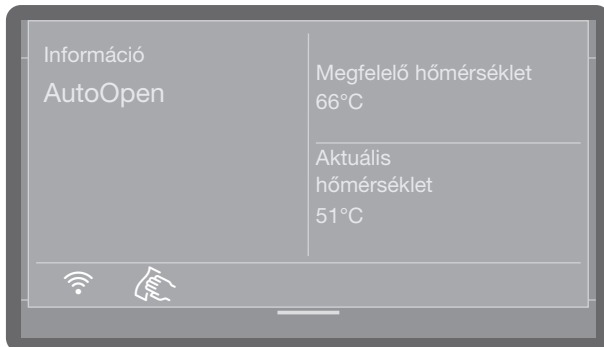 Információ
AutoOpen
Megfelelő hőmérséklet
66°C
Aktuális
hőmérséklet
51°C